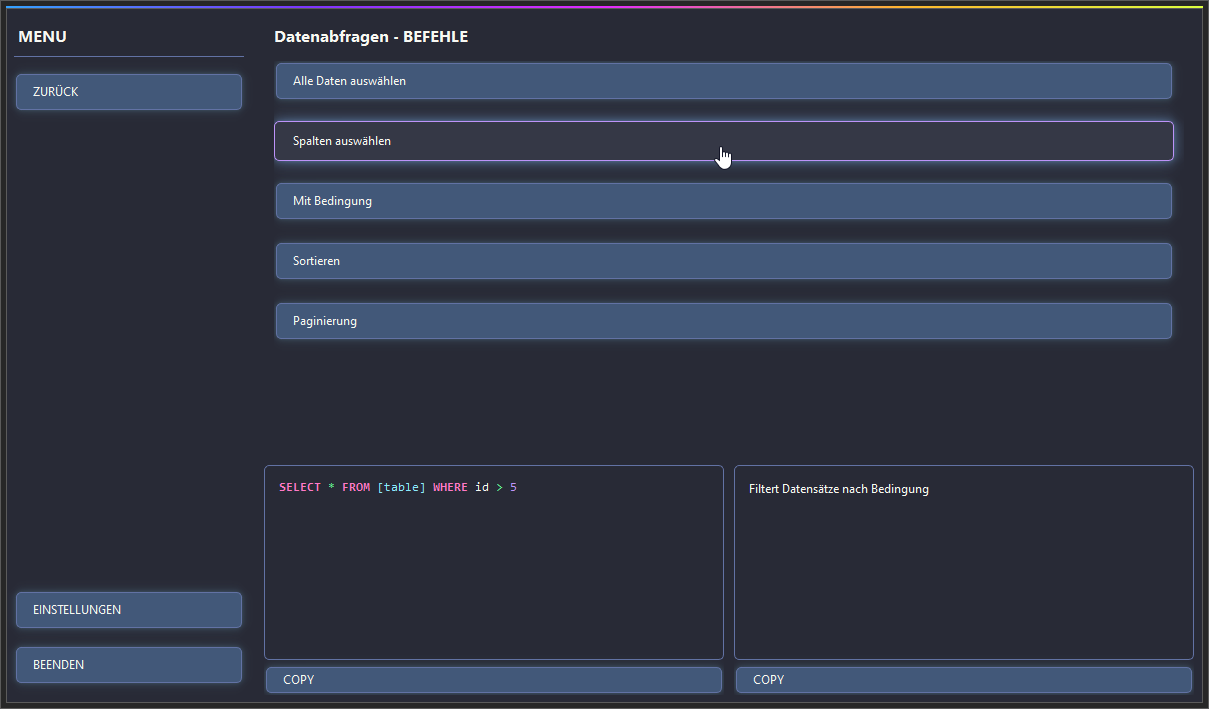 MENU
ZURÜCK
EINSTELLUNGEN
BEENDEN
Datenabfragen - BEFEHLE
Alle Daten auswählen
Spalten auswählen
Mit Bedingung
Sortieren
Paginierung
SELECT * FROM [table] WHERE id > 5
COPY
Filtert Datensätze nach Bedingung
COPY